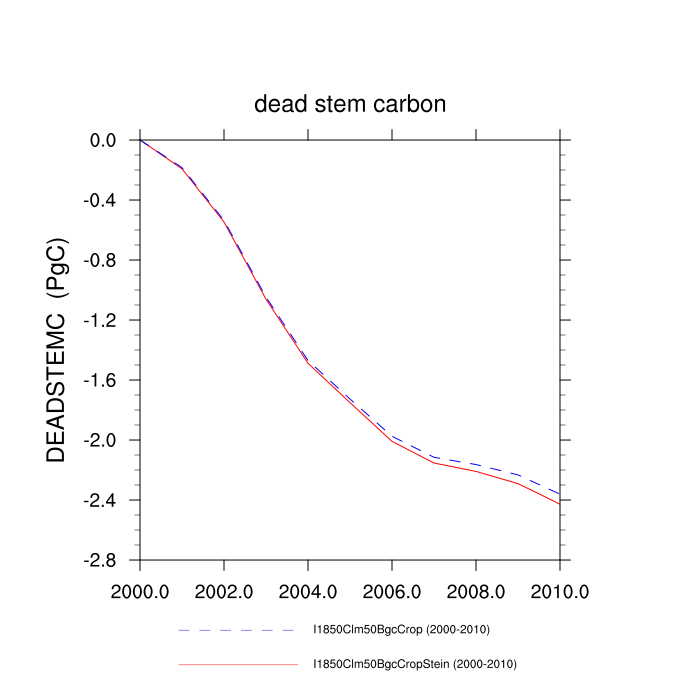 dead stem carbon
0.0
-0.4
-0.8
-1.2
-1.6
-2.0
-2.4
-2.8
DEADSTEMC (PgC)
2000.0 2002.0 2004.0 2006.0 2008.0 2010.0
I1850Clm50BgcCrop (2000-2010)
I1850Clm50BgcCropStein (2000-2010)